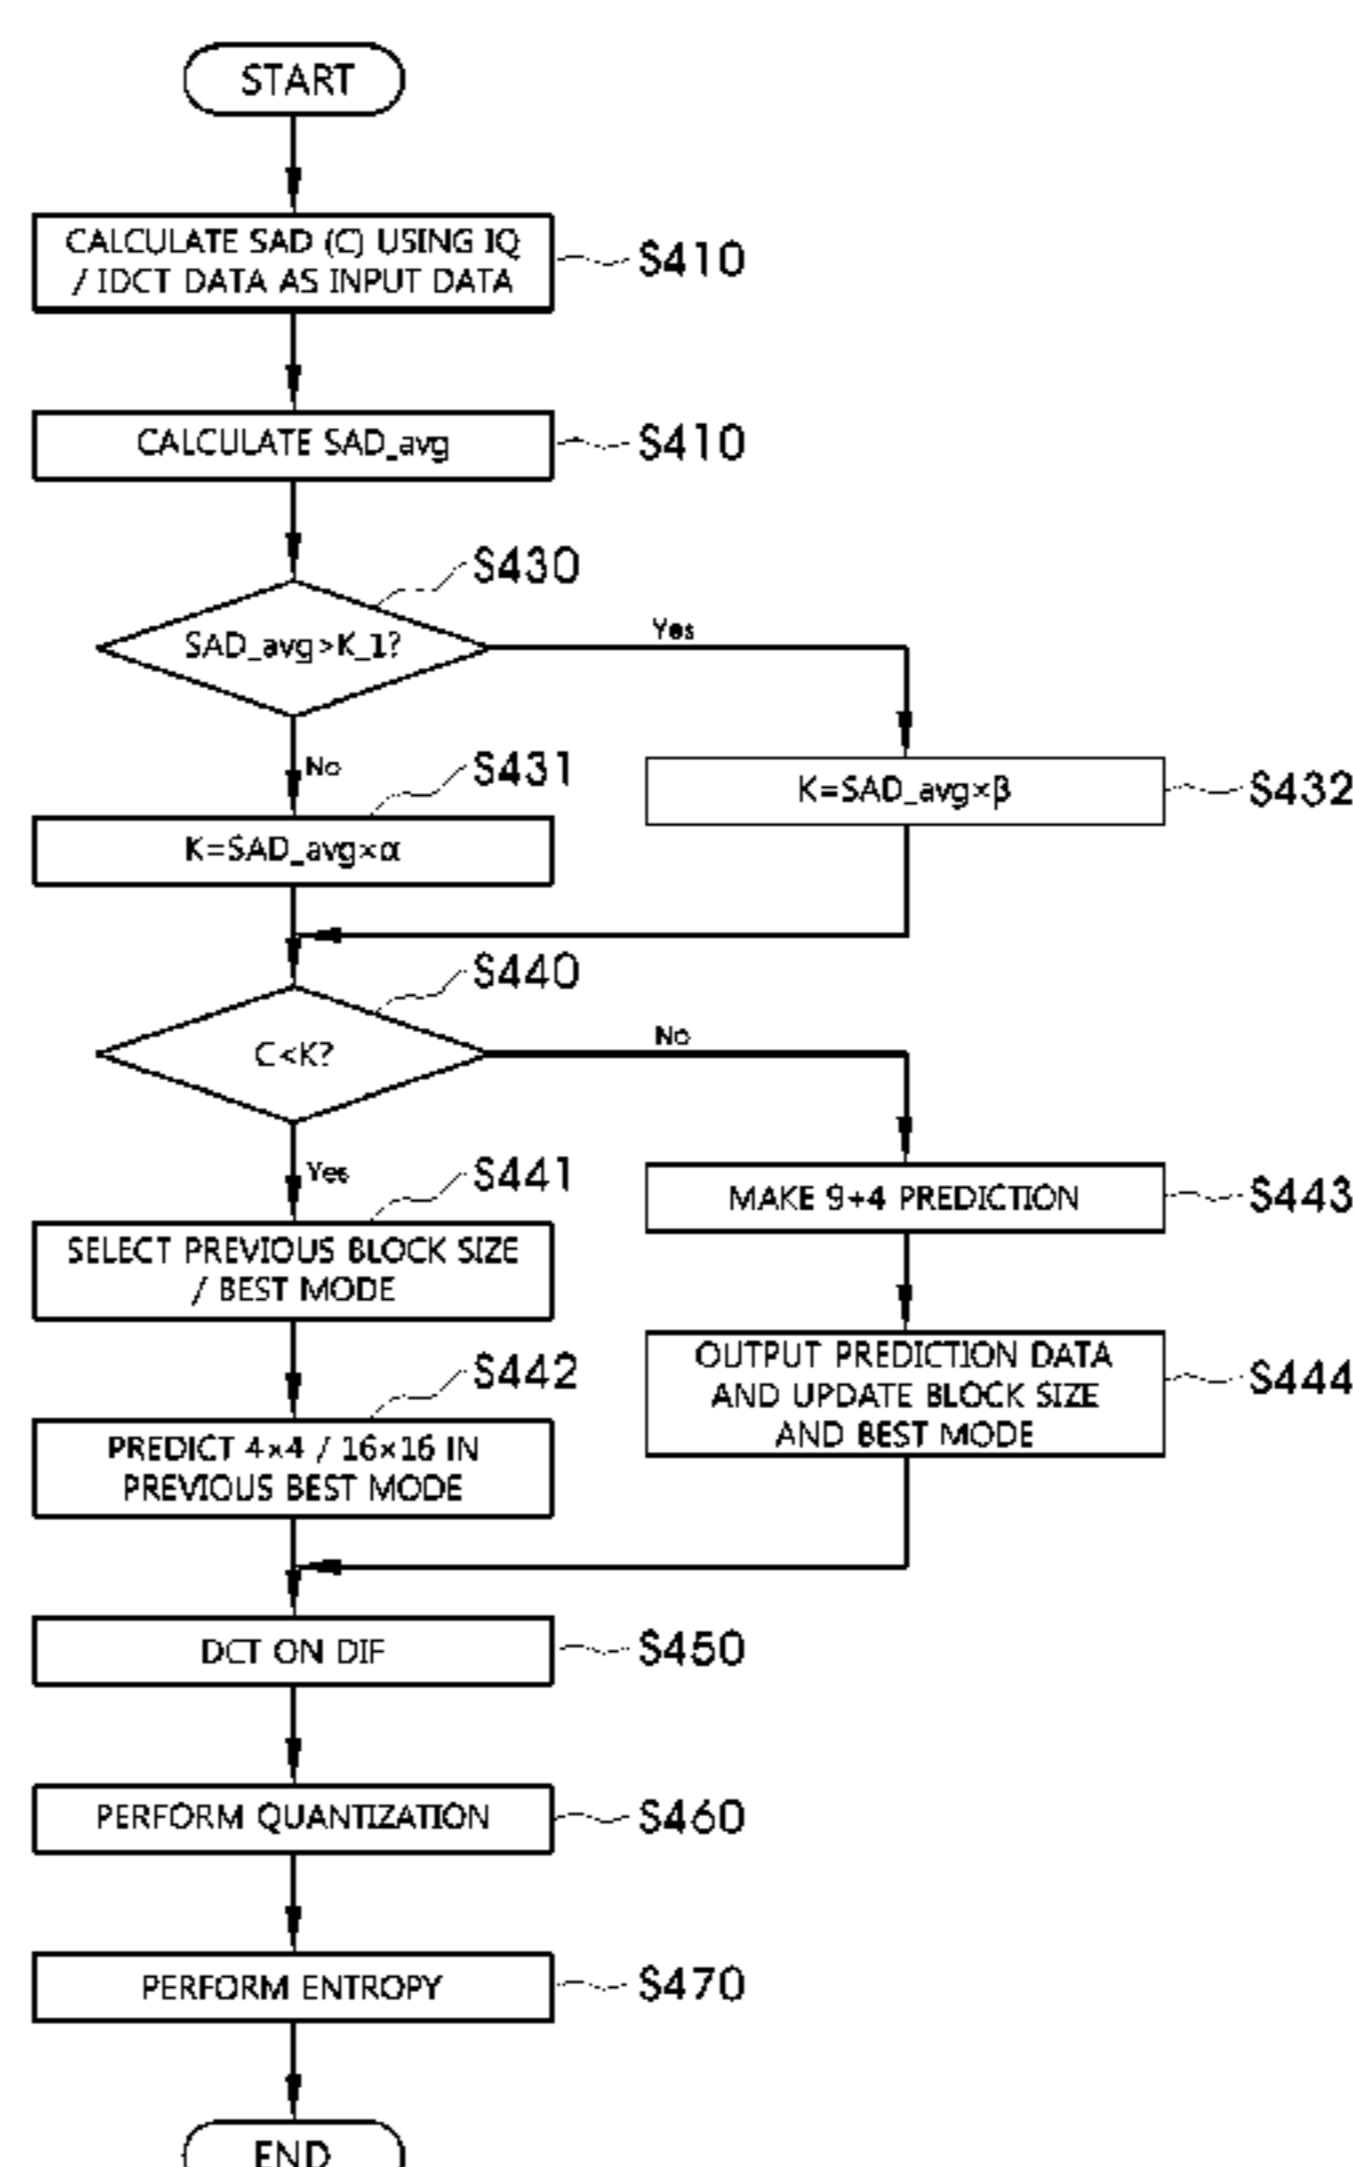 START
CALCULATE SAD (C) USING IQ
/ IDCT DATA AS INPUT DATA
S410
CALCULATE SAD_avg
S410
S430
SAD_avg>K_1?
Yes
No
S431
K=SAD_avg×α
K=SAD_avg×β
S432
S440
C<K?
No
Yes
S441
SELECT PREVIOUS BLOCK SIZE
/ BEST MODE
MAKE 9+4 PREDICTION
S443
S442
PREDICT 4×4 / 16×16 IN
PREVIOUS BEST MODE
OUTPUT PREDICTION DATA
AND UPDATE BLOCK SIZE
AND BEST MODE
S444
DCT ON DIF
S450
PERFORM QUANTIZATION
S460
PERFORM ENTROPY
S470
END